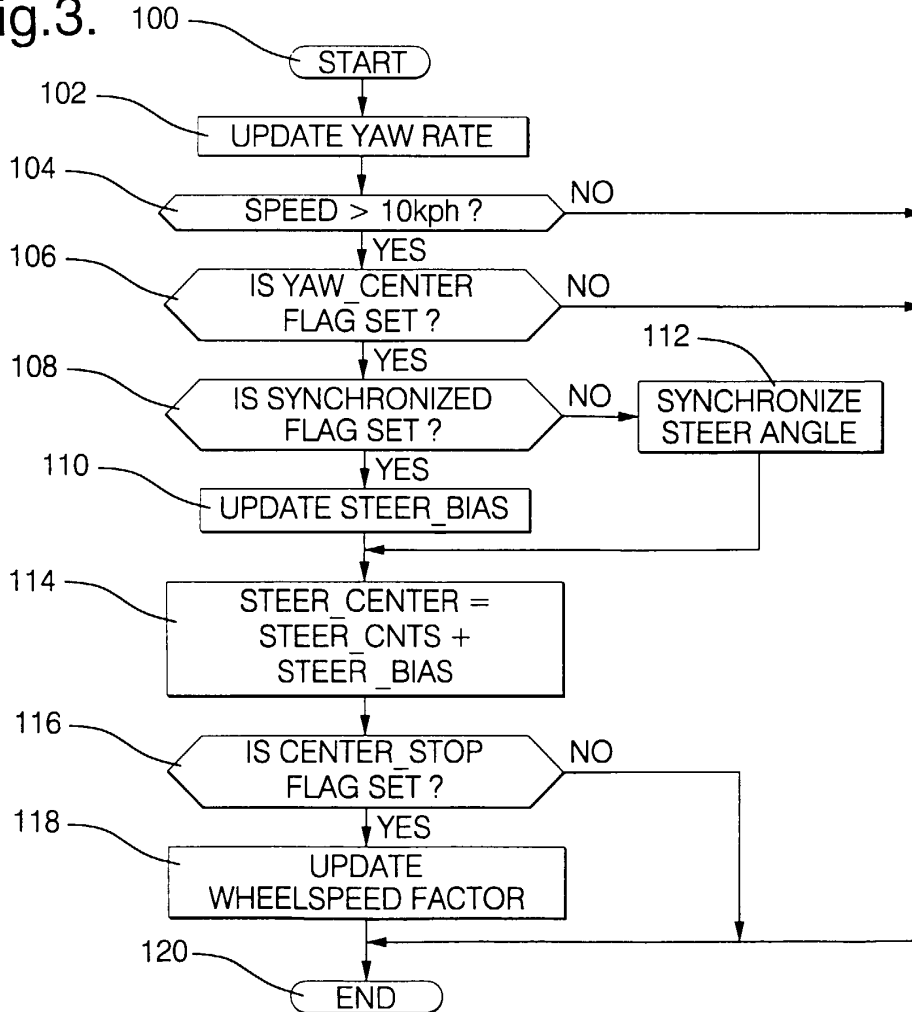 ig.3.
100
START
102
UPDATE YAW RATE
104
SPEED > 10kph ?
NO
YES
106
IS YAW_CENTER
FLAG SET ?
NO
YES
112
108
IS SYNCHRONIZED
FLAG SET ?
NO
SYNCHRONIZE
STEER ANGLE
YES
110
UPDATE STEER_BIAS
114
STEER_CENTER =
STEER_CNTS +
STEER_BIAS
116
IS CENTER_STOP
FLAG SET ?
NO
YES
118
UPDATE
WHEELSPEED FACTOR
120
END